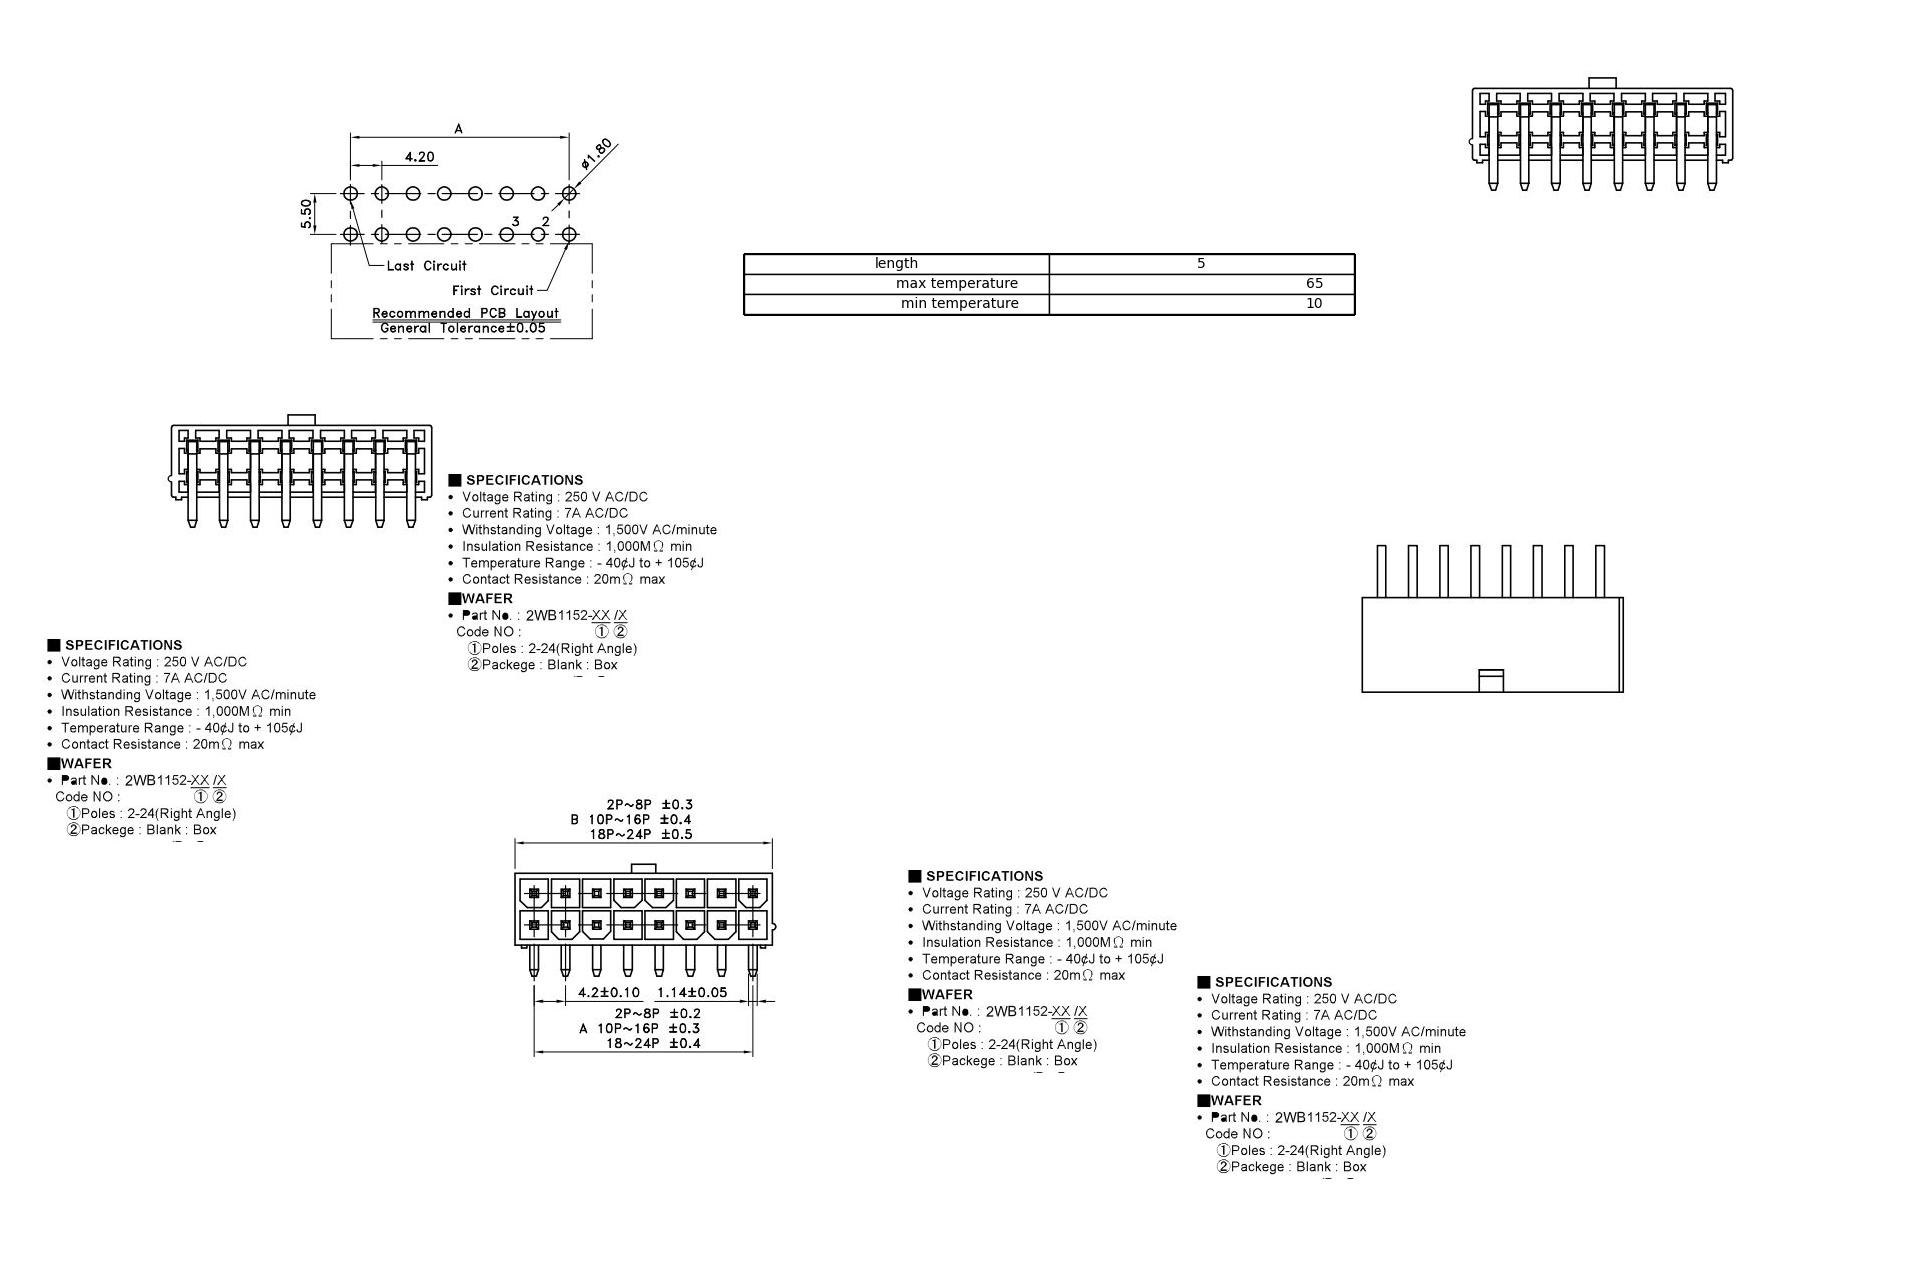 A
4.20
ø1.80
5.50
3 2
Last Circuit
First Circuit
Recommended PCB Layout
General Tolerance±0.05
length 5
max temperature 65
min temperature 10
■ SPECIFICATIONS
• Voltage Rating : 250 V AC/DC
• Current Rating : 7A AC/DC
• Withstanding Voltage : 1,500V AC/minute
• Insulation Resistance : 1,000MΩ min
• Temperature Range : - 40¢J to + 105¢J
• Contact Resistance : 20mΩ max
■WAFER
• Part No. : 2WB1152-XX /X
Code NO : ① ②
①Poles : 2-24(Right Angle)
②Packege : Blank : Box
■ SPECIFICATIONS
• Voltage Rating : 250 V AC/DC
• Current Rating : 7A AC/DC
• Withstanding Voltage : 1,500V AC/minute
• Insulation Resistance : 1,000MΩ min
• Temperature Range : - 40¢J to + 105¢J
• Contact Resistance : 20mΩ max
■WAFER
• Part No. : 2WB1152-XX /X
Code NO : ① ②
①Poles : 2-24(Right Angle)
②Packege : Blank : Box
2P~8P ±0.3
B 10P~16P ±0.4
18P~24P ±0.5
4.2±0.10 1.14±0.05
2P~8P ±0.2
A 10P~16P ±0.3
18~24P ±0.4
■ SPECIFICATIONS
• Voltage Rating : 250 V AC/DC
• Current Rating : 7A AC/DC
• Withstanding Voltage : 1,500V AC/minute
• Insulation Resistance : 1,000MΩ min
• Temperature Range : - 40¢J to + 105¢J
• Contact Resistance : 20mΩ max
■WAFER
• Part No. : 2WB1152-XX /X
Code NO : ① ②
①Poles : 2-24(Right Angle)
②Packege : Blank : Box
■ SPECIFICATIONS
• Voltage Rating : 250 V AC/DC
• Current Rating : 7A AC/DC
• Withstanding Voltage : 1,500V AC/minute
• Insulation Resistance : 1,000MΩ min
• Temperature Range : - 40¢J to + 105¢J
• Contact Resistance : 20mΩ max
■WAFER
• Part No. : 2WB1152-XX /X
Code NO : ① ②
①Poles : 2-24(Right Angle)
②Packege : Blank : Box